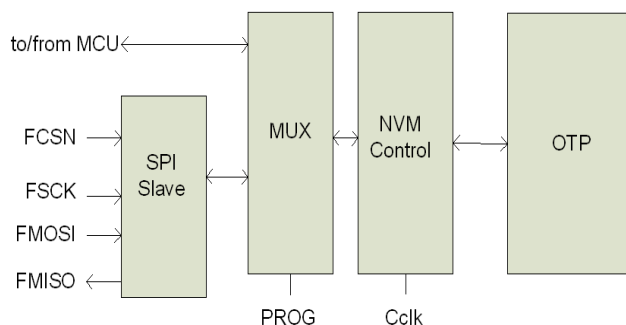 to/from MCU
FCSN
FSCK
FMOSI
FMISO
SPI
Slave
MUX
PROG
NVM
Control
Cclk
OTP